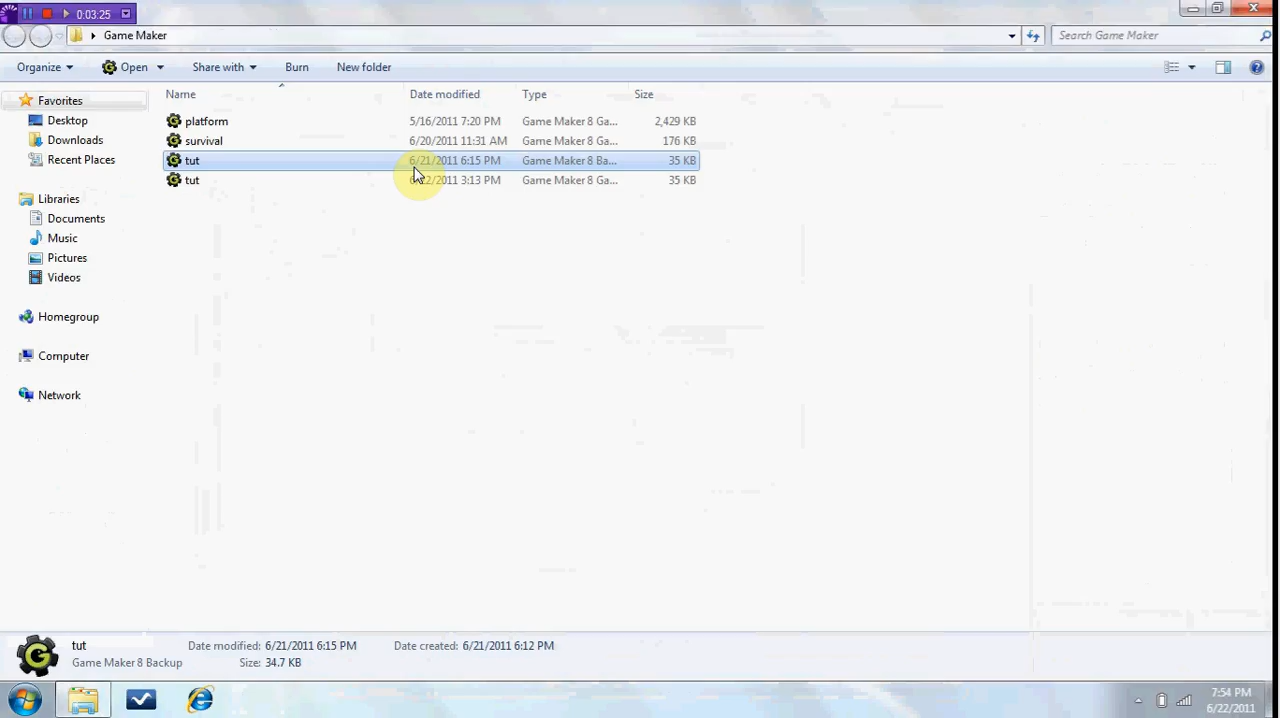 0:03:25
Game Maker
Search Game Maker
Organize Open Share with Burn New folder
Name Date modified Type Size
Favorites
Desktop
Downloads
Recent Places
Libraries
Documents
Music
Pictures
Videos
Homegroup
Computer
Network
platform 5/16/2011 7:20 PM Game Maker 8 Ga... 2,429 KB
survival 6/20/2011 11:31 AM Game Maker 8 Ga... 176 KB
tut 6/21/2011 6:15 PM Game Maker 8 Ba... 35 KB
tut 6/22/2011 3:13 PM Game Maker 8 Ga... 35 KB
tut Date modified: 6/21/2011 6:15 PM Date created: 6/21/2011 6:12 PM
Game Maker 8 Backup Size: 34.7 KB
7:54 PM
6/22/2011